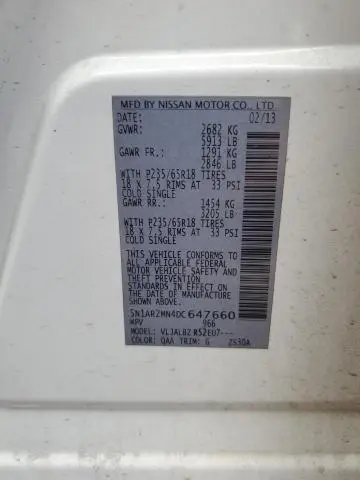 MFD BY NISSAN MOTOR CO., LTD.
DATE: 02/13
GVWR: 2682 KG
5913 LB
GAWR FR.: 1291 KG
2846 LB
WITH P235/65R18 TIRES
18 X 7.5 RIMS AT 33 PSI
COLD SINGLE
GAWR RR.: 1454 KG
3205 LB
WITH P235/65R18 TIRES
18 X 7.5 RIMS AT 33 PSI
COLD SINGLE
THIS VEHICLE CONFORMS TO
ALL APPLICABLE FEDERAL
MOTOR VEHICLE SAFETY AND
THEFT PREVENTION
STANDARDS IN EFFECT ON THE
DATE OF MANUFACTURE
SHOWN ABOVE.
5N1AR2MN4DC647660
MPV 966
MODEL: VLJALBZ R52EU7---
COLOR: QAA TRIM: G 2630A